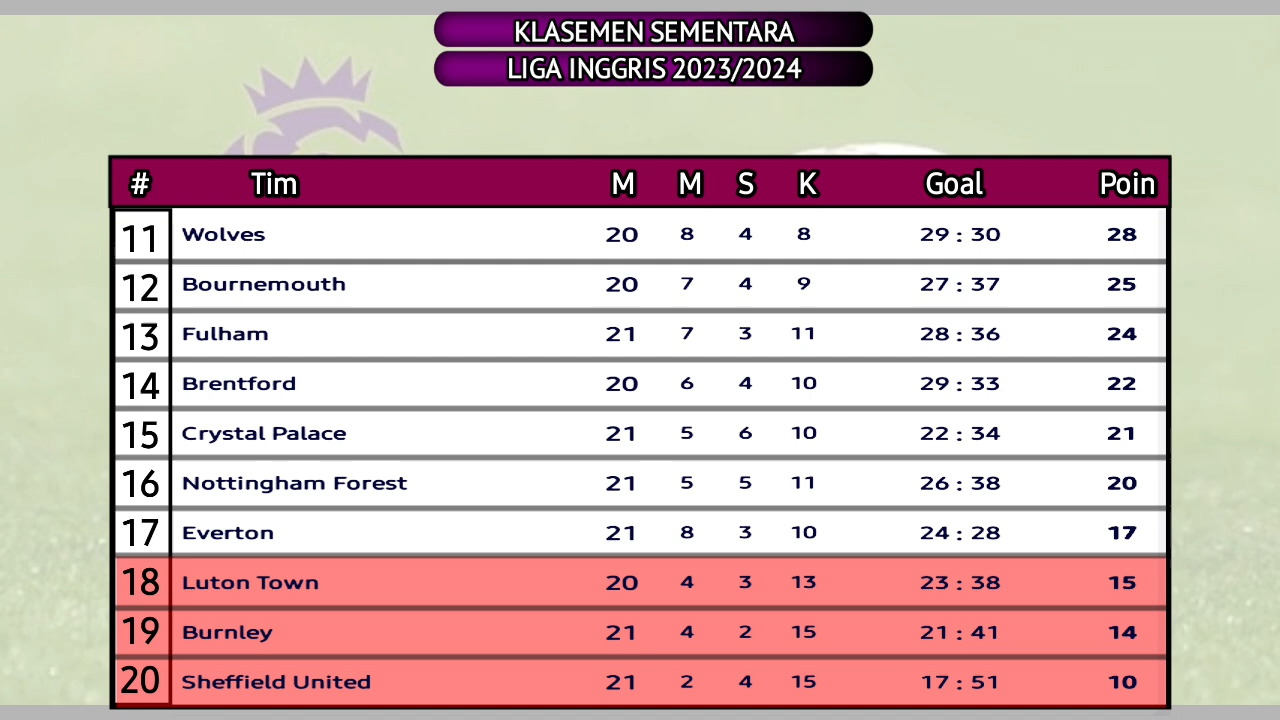 KLASEMEN SEMENTARA
LIGA INGGRIS 2023/2024
# Tim M M S K Goal Poin
11 Wolves 20 8 4 8 29 : 30 28
12 Bournemouth 20 7 4 9 27 : 37 25
13 Fulham 21 7 3 11 28 : 36 24
14 Brentford 20 6 4 10 29 : 33 22
15 Crystal Palace 21 5 6 10 22 : 34 21
16 Nottingham Forest 21 5 5 11 26 : 38 20
17 Everton 21 8 3 10 24 : 28 17
18 Luton Town 20 4 3 13 23 : 38 15
19 Burnley 21 4 2 15 21 : 41 14
20 Sheffield United 21 2 4 15 17 : 51 10